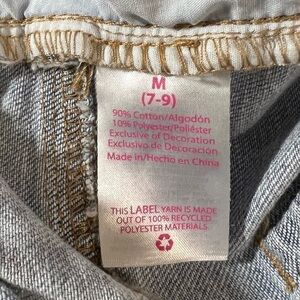 M
(7-9)
90% Cotton/Algodón
10% Polyester/Poliéster
Exclusive of Decoration
Exclusivo de Decoración
Made in/Hecho en China
THIS LABEL YARN IS MADE
OUT OF 100% RECYCLED
POLYESTER MATERIALS